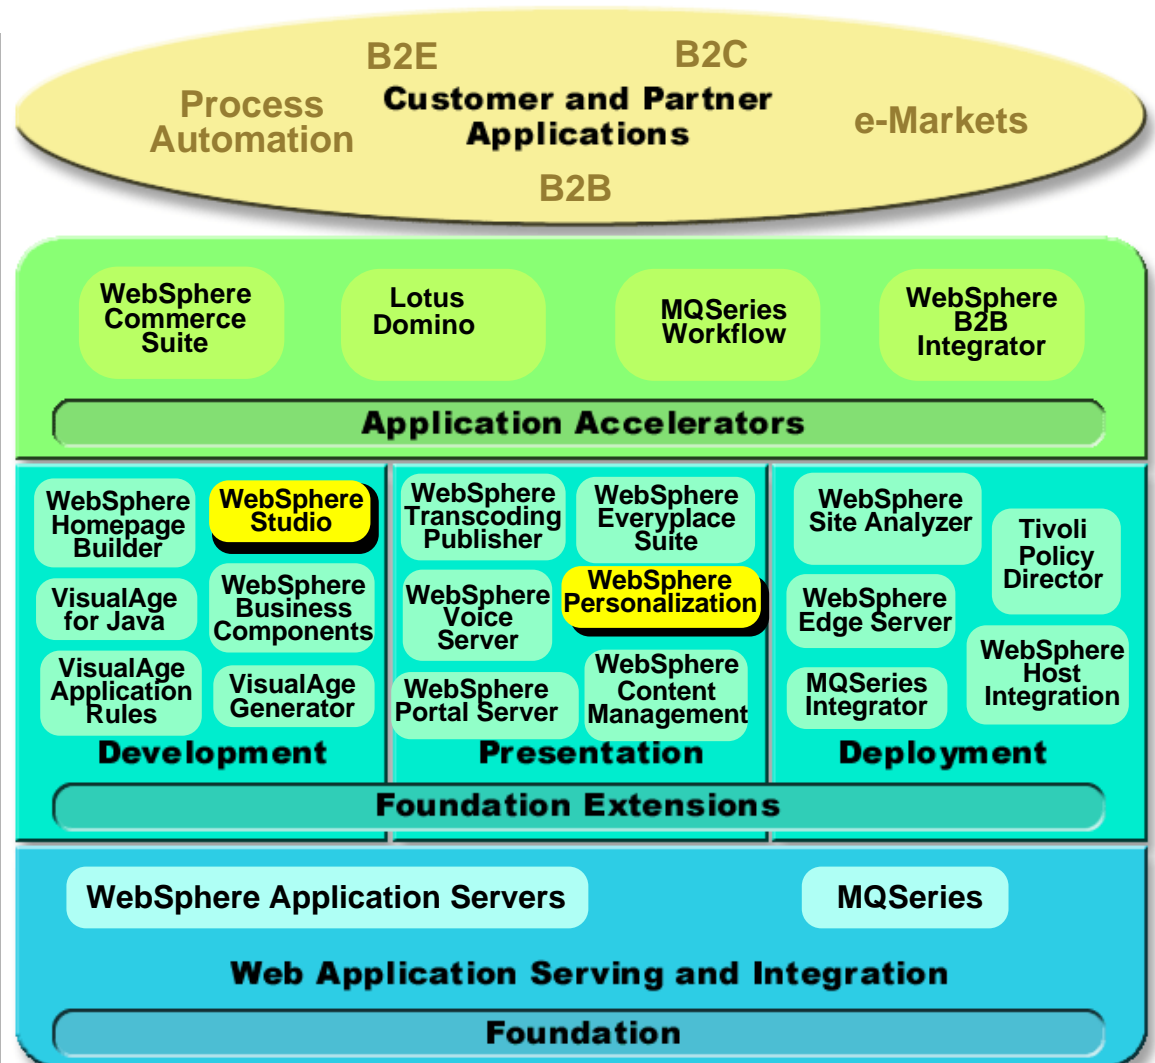 B2E
B2C
Process
Automation
Customer and Partner
Applications
e-Markets
B2B
WebSphere
Commerce
Suite
Lotus
Domino
MQSeries
Workflow
WebSphere
B2B
Integrator
Application Accelerators
WebSphere
Homepage
Builder
WebSphere
Studio
VisualAge
for Java
WebSphere
Business
Components
VisualAge
Application
Rules
VisualAge
Generator
Development
WebSphere
Transcoding
Publisher
WebSphere
Everyplace
Suite
WebSphere
Voice
Server
WebSphere
Personalization
WebSphere
Portal Server
WebSphere
Content
Management
Presentation
WebSphere
Site Analyzer
Tivoli
Policy
Director
WebSphere
Edge Server
WebSphere
Host
Integration
MQSeries
Integrator
Deployment
Foundation Extensions
WebSphere Application Servers
MQSeries
Web Application Serving and Integration
Foundation